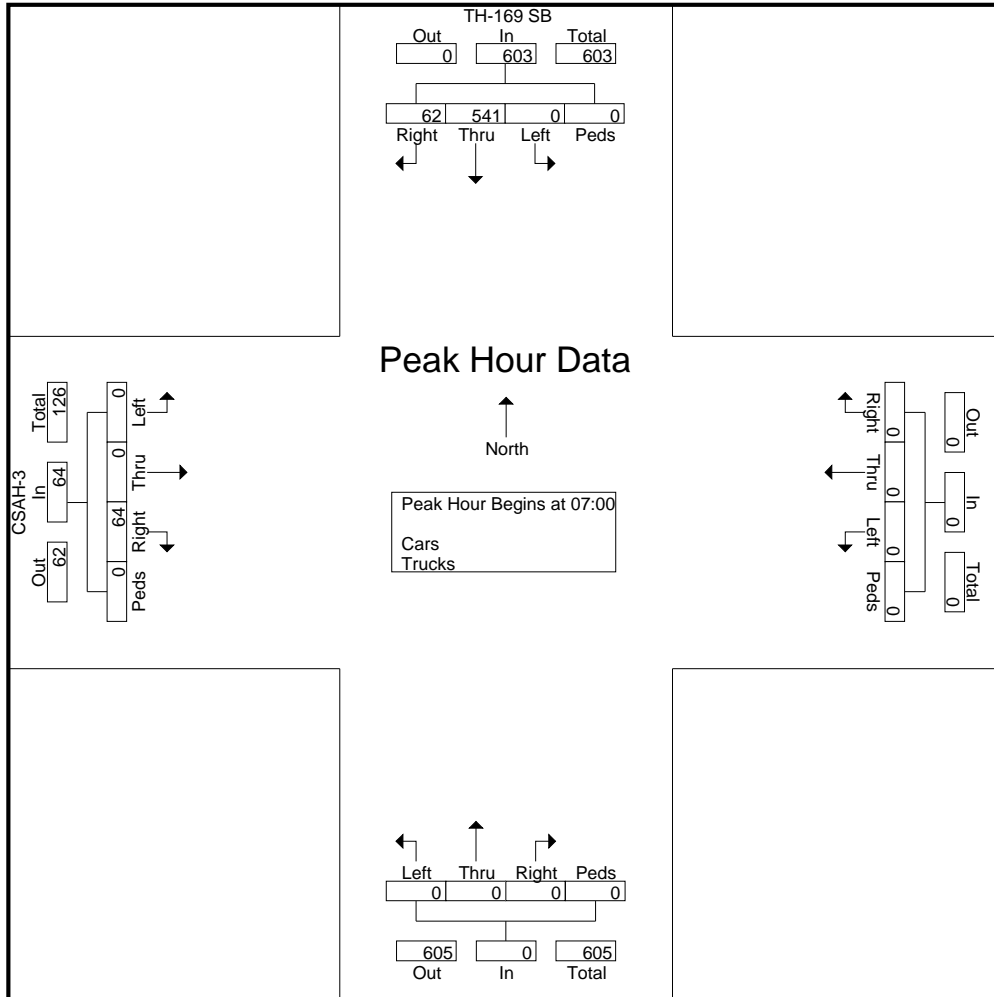 TH-169 SB
Out In Total
0 603 603
62 541 0 0
Right Thru Left Peds
Peak Hour Data
North
Peak Hour Begins at 07:00
Cars
Trucks
CSAH-3
Out In Total
62 64 126
0 0 64 0
Left Thru Right Peds
Right Thru Left Peds
0 0 0 0
Out In Total
0 0 0
Left Thru Right Peds
0 0 0 0
605 0 605
Out In Total